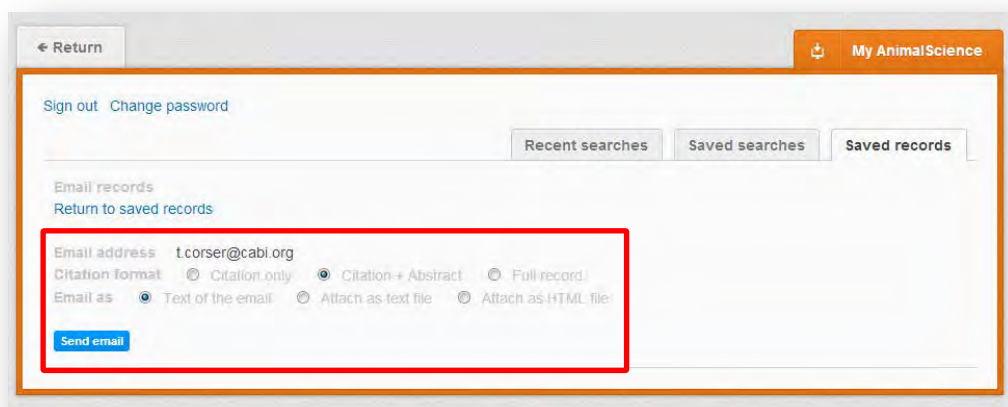 ← Return
My AnimalScience
Sign out Change password
Recent searches Saved searches Saved records
Email records
Return to saved records
Email address t.corser@cabi.org
Citation format Citation only Citation + Abstract Full record
Email as Text of the email Attach as text file Attach as HTML file
Send email